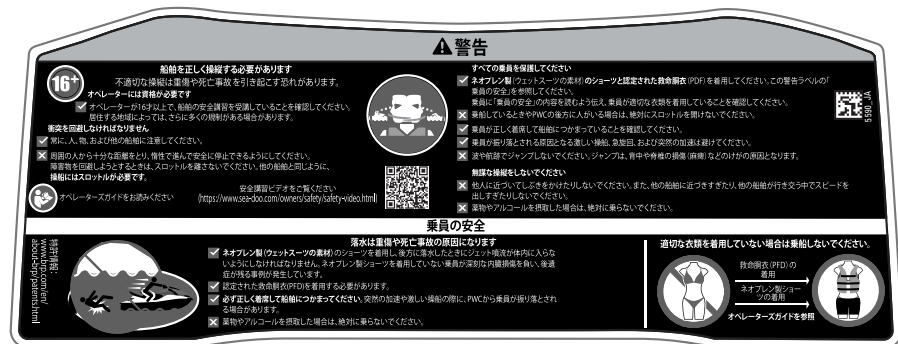 警告
16+
船舶を正しく操縦する必要があります
不適切な操縦は重傷や死亡事故を引き起こす恐れがあります。
オペレーターには資格が必要です
オペレーターが16才以上で、船舶の安全講習を受講していることを確認してください。
居住する地域によっては、さらに多くの規制がある場合があります。
衝突を回避しなければなりません
常に、人、物、および他の船舶に注意してください。
周囲の人から十分な距離をとり、惰性で進んで安全に停止できるようにしてください。
障害物を回避しようとするときは、スロットルを離さないでください。他の船舶と同じように、
操船にはスロットルが必要です。
オペレーターズガイドをお読みください
安全講習ビデオをご覧ください
(https://www.sea-doo.com/owners/safety/safety-video.html)
すべての乗員を保護してください
ネオプレン製(ウェットスーツの素材)のショーツと認定された救命胴衣(PDF)を着用してください。この警告ラベルの「
乗員の安全」を参照してください。
乗員に「乗員の安全」の内容を読むよう伝え、乗員が適切な衣類を着用していることを確認してください。
乗船しているときやPWCの後方に人がいる場合は、絶対にスロットルを開けないでください。
乗員が正しく着席して船舶につかまっていることを確認してください。
乗員が振り落とされる原因となる激しい操船、急旋回、および突然の加速は避けてください。
波や航跡でジャンプしないでください。ジャンプは、背中や脊椎の損傷(麻痺)などのけがの原因となります。
無謀な操縦をしないでください
他人に近づいてしぶきをかけたりしないでください。また、他の船舶に近づきすぎたり、他の船舶が行き交う中でスピードを
出しすぎたりしないでください。
薬物やアルコールを摂取した場合は、絶対に乗らないでください。
5590_JA
乗員の安全
特許情報:
www.brp.com/en/
about-brp/patents.html
落水は重傷や死亡事故の原因になります
ネオプレン製(ウェットスーツの素材)のショーツを着用し、後方に落水したときにジェット噴流が体内に入らな
いようにしなければなりません。ネオプレン製ショーツを着用していない乗員が深刻な内臓損傷を負い、後遺
症が残る事例が発生しています。
認定された救命胴衣(PFD)を着用する必要があります。
必ず正しく着席して船舶につかまってください。突然の加速や激しい操船の際に、PWCから乗員が振り落とされ
る場合があります。
薬物やアルコールを摂取した場合は、絶対に乗らないでください。
適切な衣類を着用していない場合は乗船しないでください。
救命胴衣(PFD)の
着用
ネオプレン製ショー
ツの着用
オペレーターズガイドを参照